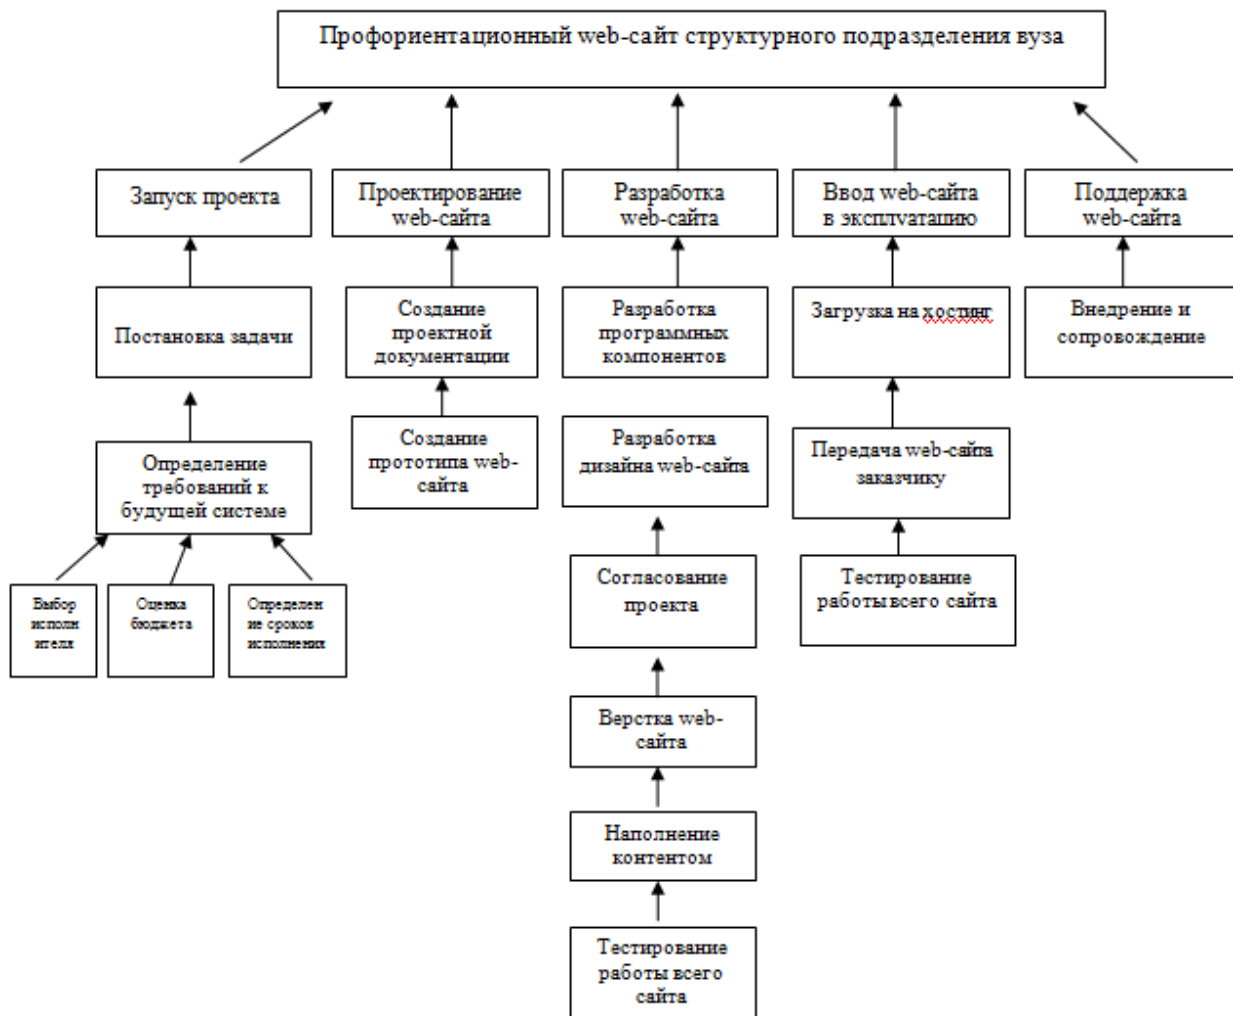 Профориентационный web-сайт структурного подразделения вуза
Запуск проекта
Проектирование
web-сайта
Разработка
web-сайта
Ввод web-сайта
в эксплуатацию
Поддержка
web-сайта
Постановка задачи
Создание
проектной
документации
Разработка
программных
компонентов
Загрузка на хостинг
Внедрение и
сопровождение
Определение
требований к
будущей системе
Создание
прототипа web-
сайта
Разработка
дизайна web-сайта
Передача web-сайта
заказчику
Выбор
исполн
ителя
Оценка
бюджета
Определен
ие сроков
исполнения
Согласование
проекта
Тестирование
работы всего сайта
Верстка web-
сайта
Наполнение
контентом
Тестирование
работы всего
сайта